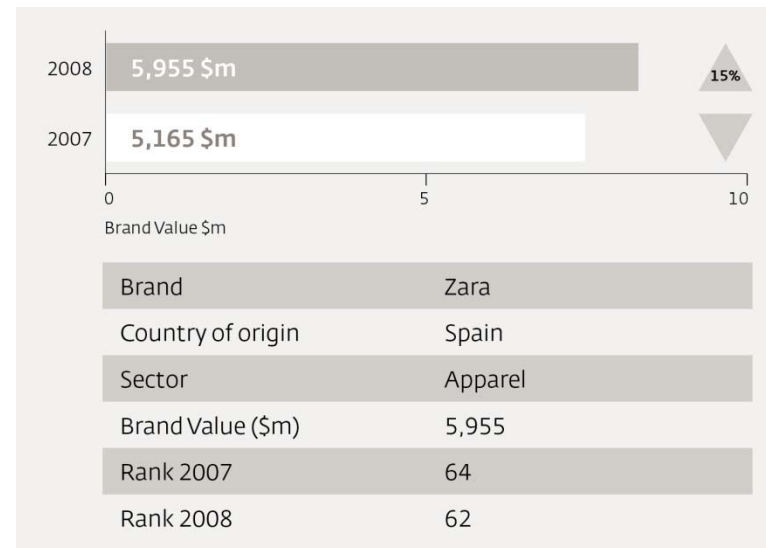 2008 5,955 $m 15%
2007 5,165 $m
0 5 10
Brand Value $m
Brand Zara
Country of origin Spain
Sector Apparel
Brand Value ($m) 5,955
Rank 2007 64
Rank 2008 62